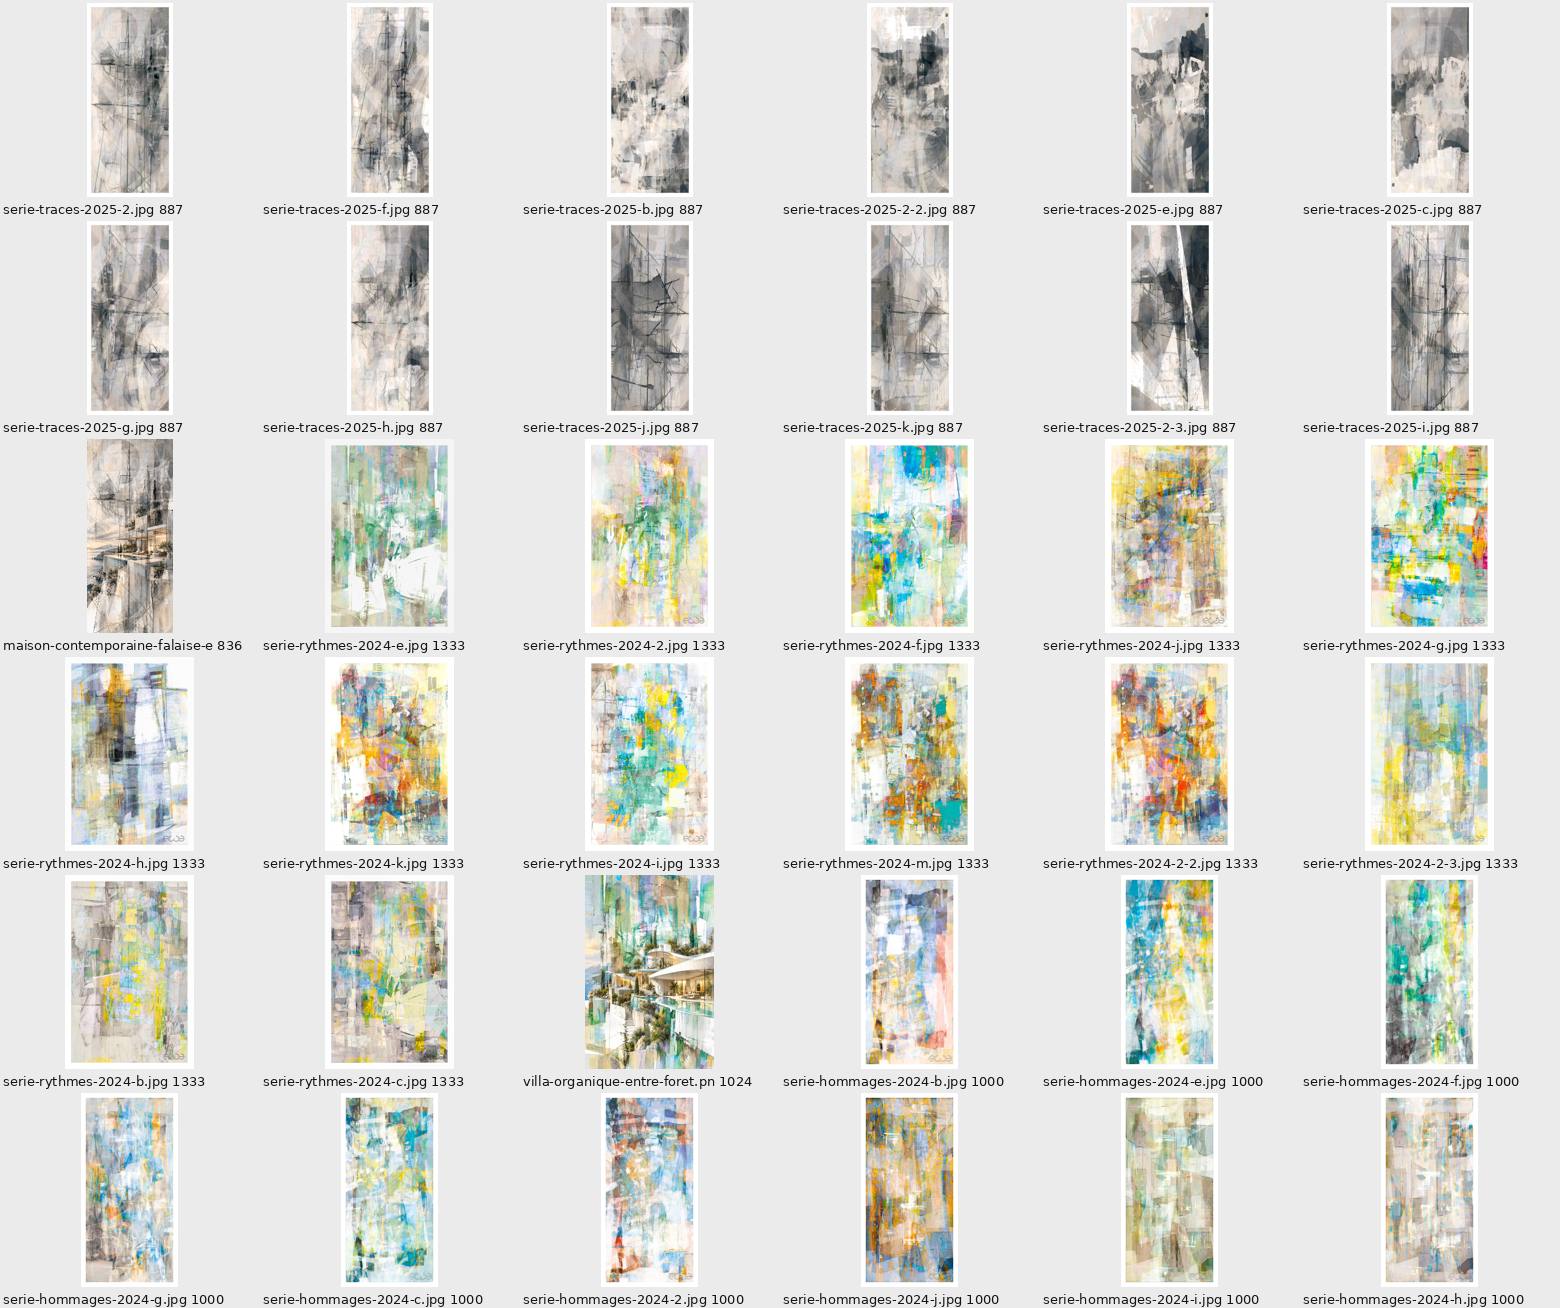 serie-traces-2025-2.jpg 887
serie-traces-2025-f.jpg 887
serie-traces-2025-b.jpg 887
serie-traces-2025-2-2.jpg 887
serie-traces-2025-e.jpg 887
serie-traces-2025-c.jpg 887
serie-traces-2025-g.jpg 887
serie-traces-2025-h.jpg 887
serie-traces-2025-j.jpg 887
serie-traces-2025-k.jpg 887
serie-traces-2025-2-3.jpg 887
serie-traces-2025-i.jpg 887
maison-contemporaine-falaise-e 836
serie-rythmes-2024-e.jpg 1333
serie-rythmes-2024-2.jpg 1333
serie-rythmes-2024-f.jpg 1333
serie-rythmes-2024-j.jpg 1333
serie-rythmes-2024-g.jpg 1333
serie-rythmes-2024-h.jpg 1333
serie-rythmes-2024-k.jpg 1333
serie-rythmes-2024-i.jpg 1333
serie-rythmes-2024-m.jpg 1333
serie-rythmes-2024-2-2.jpg 1333
serie-rythmes-2024-2-3.jpg 1333
serie-rythmes-2024-b.jpg 1333
serie-rythmes-2024-c.jpg 1333
villa-organique-entre-foret.pn 1024
serie-hommages-2024-b.jpg 1000
serie-hommages-2024-e.jpg 1000
serie-hommages-2024-f.jpg 1000
serie-hommages-2024-g.jpg 1000
serie-hommages-2024-c.jpg 1000
serie-hommages-2024-2.jpg 1000
serie-hommages-2024-j.jpg 1000
serie-hommages-2024-i.jpg 1000
serie-hommages-2024-h.jpg 1000